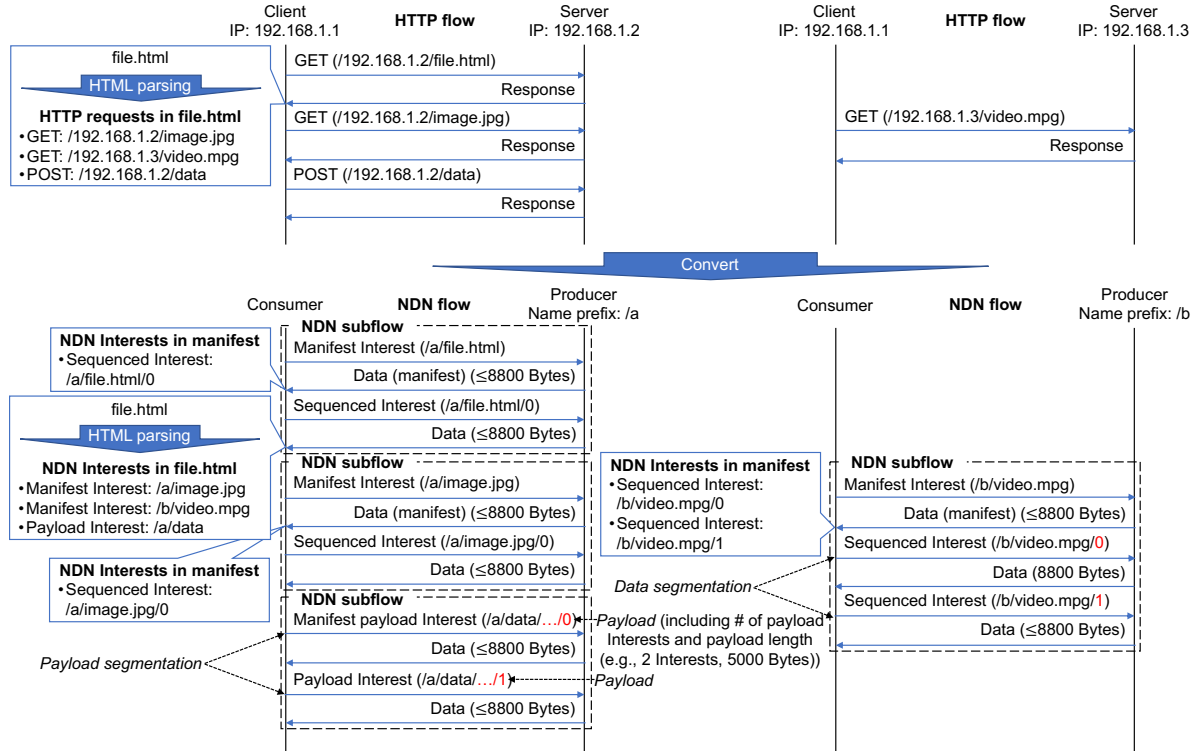 Client
IP: 192.168.1.1
HTTP flow
Server
IP: 192.168.1.2
Client
IP: 192.168.1.1
HTTP flow
Server
IP: 192.168.1.3
file.html
HTML parsing
HTTP requests in file.html
•GET: /192.168.1.2/image.jpg
•GET: /192.168.1.3/video.mpg
•POST: /192.168.1.2/data
GET (/192.168.1.2/file.html)
Response
GET (/192.168.1.2/image.jpg)
Response
POST (/192.168.1.2/data)
Response
GET (/192.168.1.3/video.mpg)
Response
Convert
Consumer
NDN flow
Producer
Name prefix: /a
Consumer
NDN flow
Producer
Name prefix: /b
NDN Interests in manifest
•Sequenced Interest:
/a/file.html/0
file.html
HTML parsing
NDN Interests in file.html
•Manifest Interest: /a/image.jpg
•Manifest Interest: /b/video.mpg
•Payload Interest: /a/data
NDN Interests in manifest
•Sequenced Interest:
/a/image.jpg/0
Payload segmentation
NDN subflow
Manifest Interest (/a/file.html)
Data (manifest) (≤8800 Bytes)
Sequenced Interest (/a/file.html/0)
Data (≤8800 Bytes)
NDN subflow
Manifest Interest (/a/image.jpg)
Data (manifest) (≤8800 Bytes)
Sequenced Interest (/a/image.jpg/0)
Data (≤8800 Bytes)
NDN subflow
Manifest payload Interest (/a/data/…/0)
Data (≤8800 Bytes)
Payload Interest (/a/data/…/1)
Data (≤8800 Bytes)
Payload (including # of payload
Interests and payload length
(e.g., 2 Interests, 5000 Bytes))
Payload
NDN Interests in manifest
•Sequenced Interest:
/b/video.mpg/0
•Sequenced Interest:
/b/video.mpg/1
Data segmentation
NDN subflow
Manifest Interest (/b/video.mpg)
Data (manifest) (≤8800 Bytes)
Sequenced Interest (/b/video.mpg/0)
Data (8800 Bytes)
Sequenced Interest (/b/video.mpg/1)
Data (≤8800 Bytes)